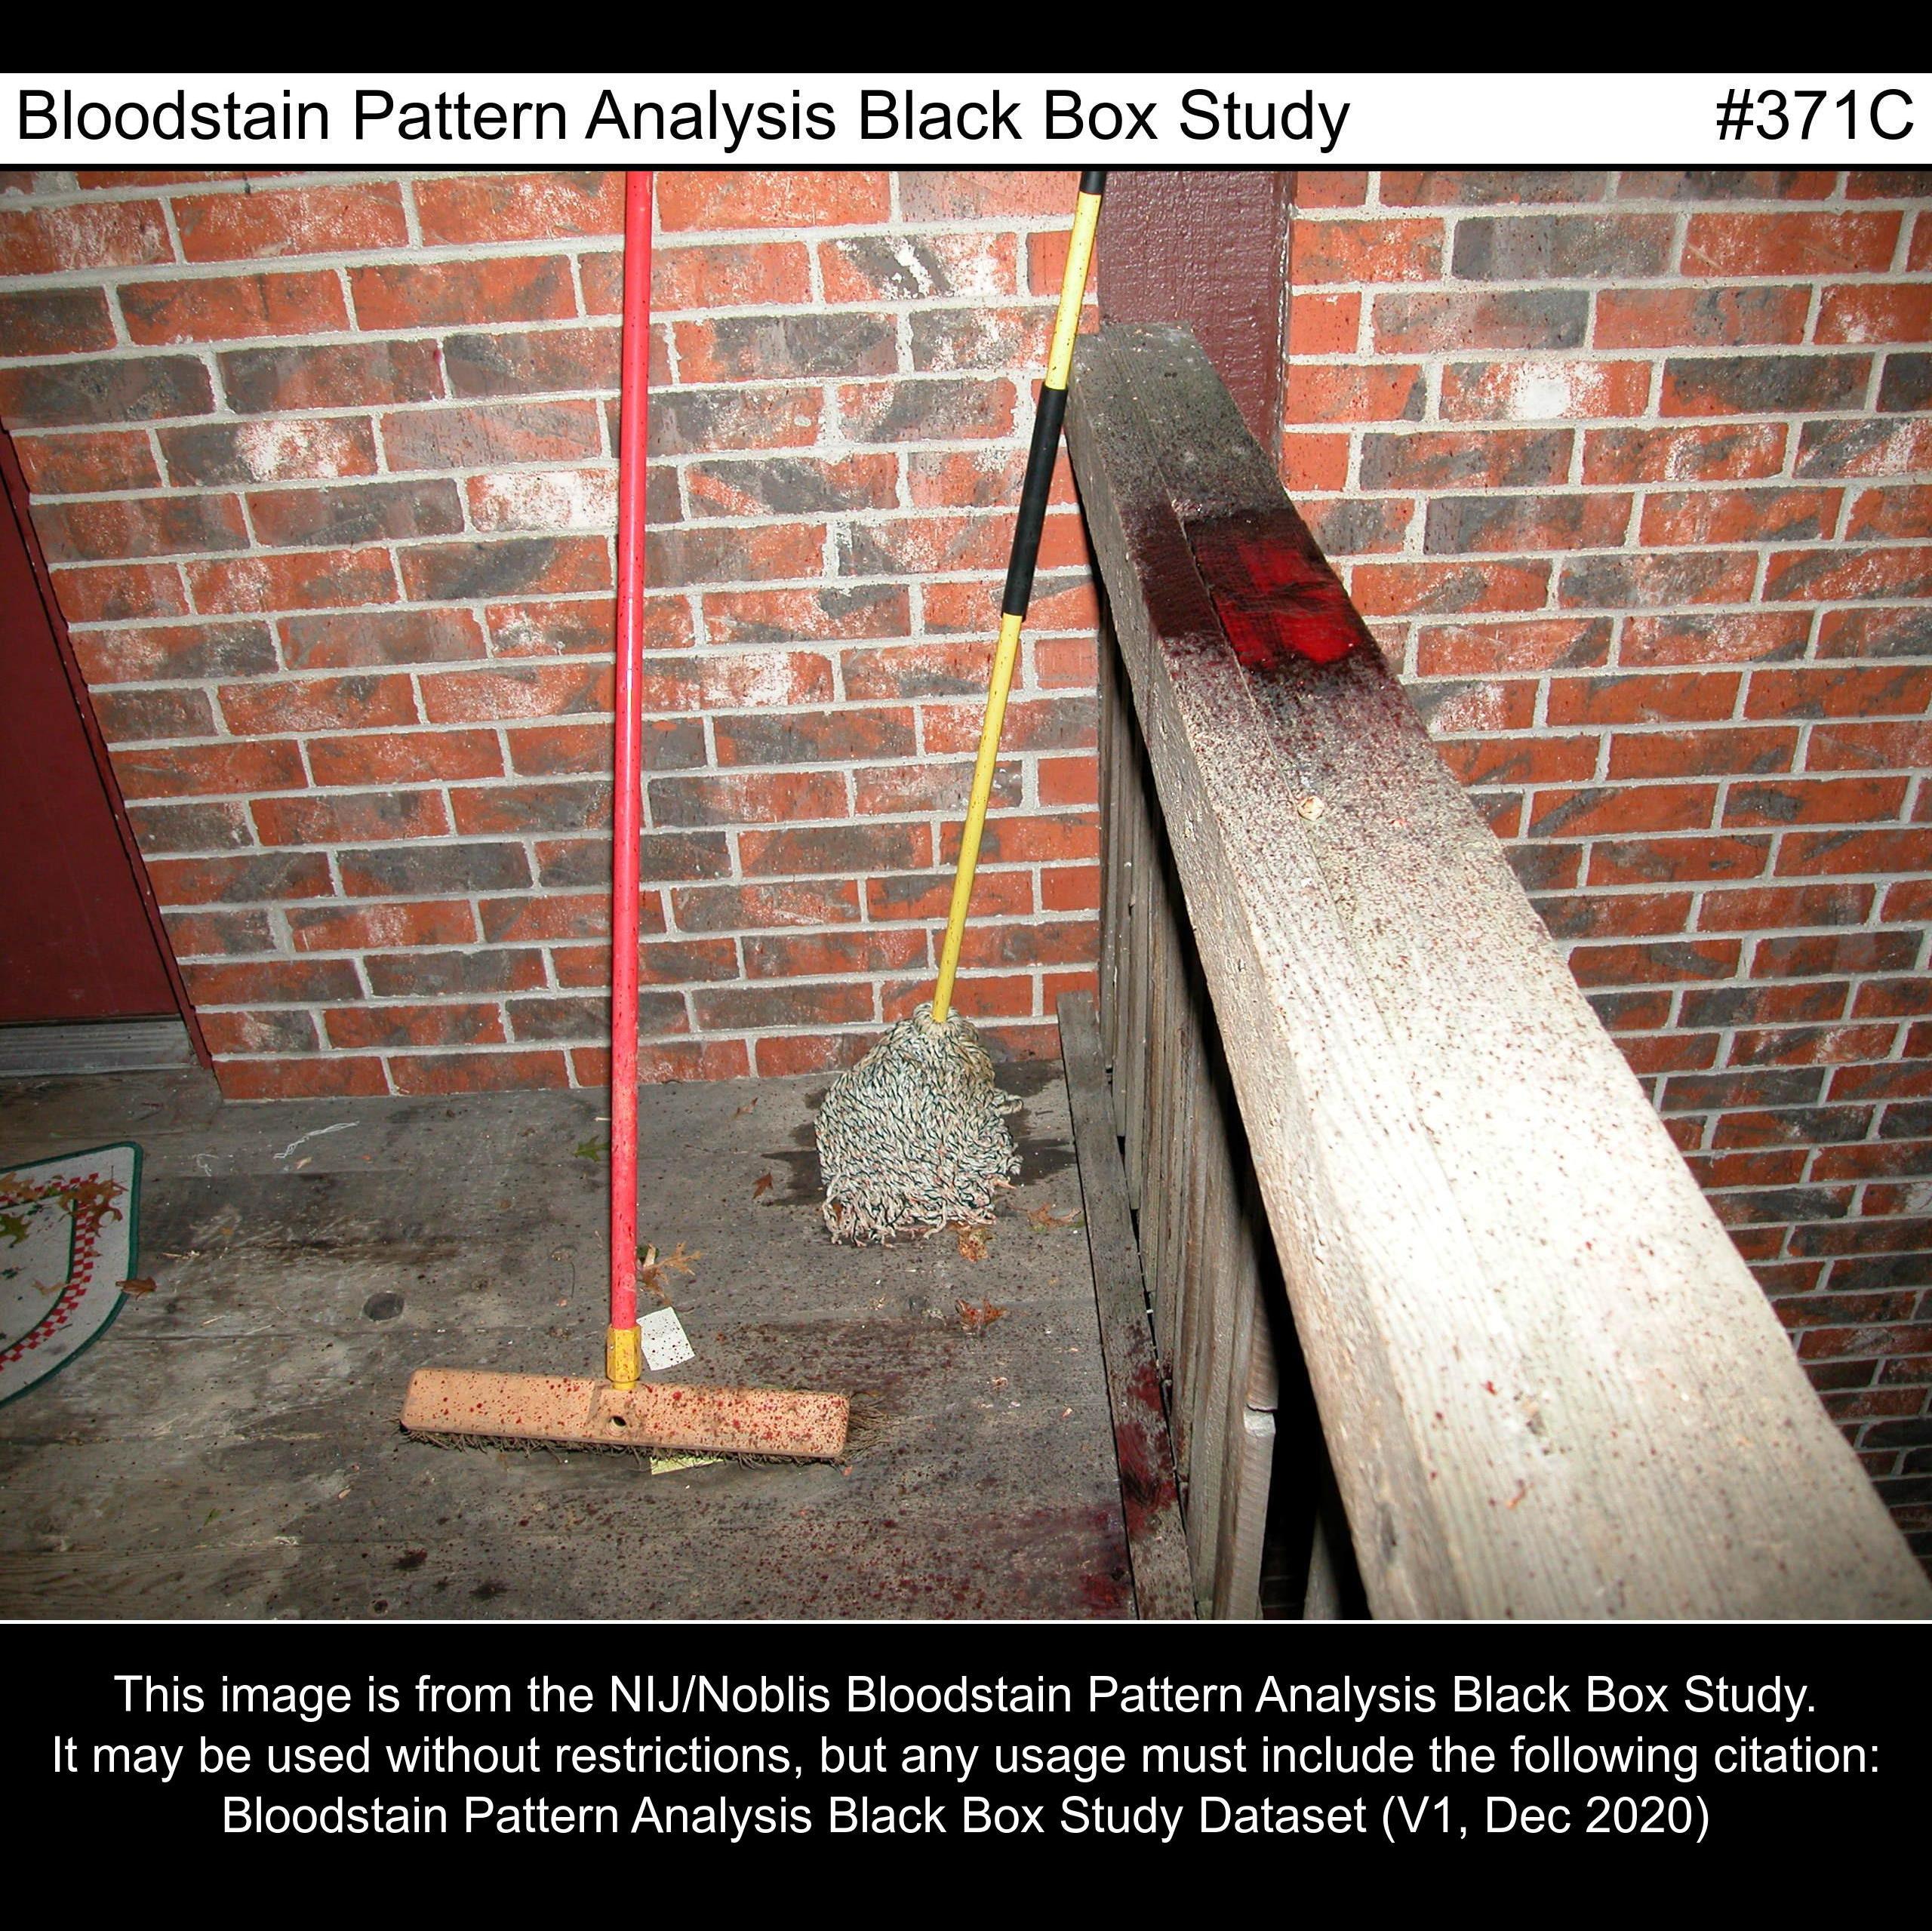 Bloodstain Pattern Analysis Black Box Study #371C
This image is from the NIJ/Noblis Bloodstain Pattern Analysis Black Box Study.
It may be used without restrictions, but any usage must include the following citation:
Bloodstain Pattern Analysis Black Box Study Dataset (V1, Dec 2020)